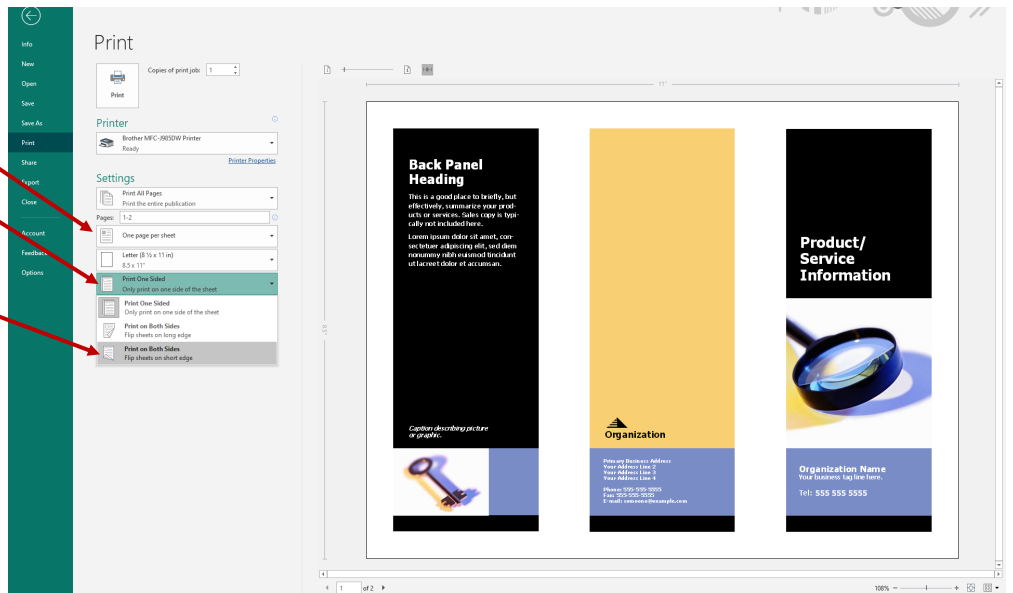 Print
Info
New
Open
Save
Save As
Print
Share
Export
Close
Account
Feedback
Options
Print
Copies of print job: 1
Printer
Brother MFC-J985DW Printer
Ready
Printer Properties
Settings
Print All Pages
Print the entire publication
Pages: 1-2
One page per sheet
Letter (8 ½ x 11 in)
8.5 x 11"
Print One Sided
Only print on one side of the sheet
Print One Sided
Only print on one side of the sheet
Print on Both Sides
Flip sheets on long edge
Print on Both Sides
Flip sheets on short edge
11"
8.5"
Back Panel
Heading
This is a good place to briefly, but
effectively, summarize your prod-
ucts or services. Sales copy is typi-
cally not included here.
Lorem ipsum dolor sit amet, con-
sectetuer adipiscing elit, sed diem
nonummy nibh euismod tincidunt
ut lacreet dolor et accumsan.
Caption describing picture
or graphic.
Organization
Primary Business Address
Your Address Line 2
Your Address Line 3
Your Address Line 4
Phone: 555-555-5555
Fax: 555-555-5555
E-mail: someone@example.com
Product/
Service
Information
Organization Name
Your business tag line here.
Tel: 555 555 5555
1 of 2
108%